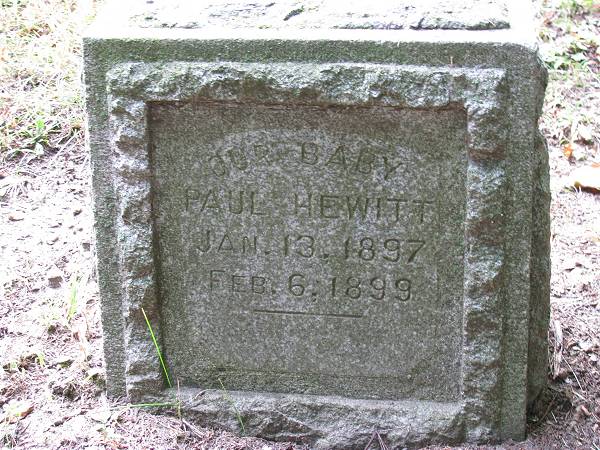 OUR BABY
PAUL HEWITT
JAN. 13. 1897
FEB. 6. 1899